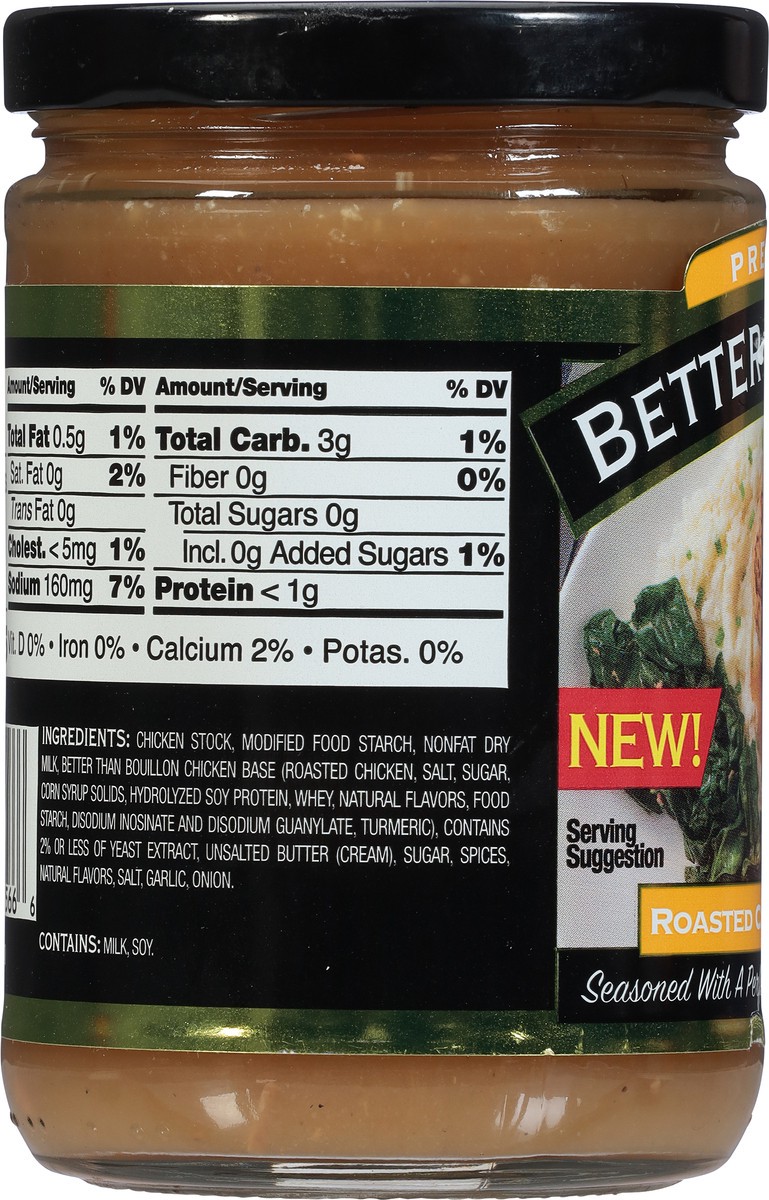 PRE
BETTER
Amount/Serving % DV Amount/Serving % DV
Total Fat 0.5g 1% Total Carb. 3g 1%
Sat. Fat 0g 2% Fiber 0g 0%
Trans Fat 0g Total Sugars 0g
Cholest. <5mg 1% Incl. 0g Added Sugars 1%
Sodium 160mg 7% Protein < 1g
Vit. D 0% • Iron 0% • Calcium 2% • Potas. 0%
INGREDIENTS: CHICKEN STOCK, MODIFIED FOOD STARCH, NONFAT DRY
MILK, BETTER THAN BOUILLON CHICKEN BASE (ROASTED CHICKEN, SALT, SUGAR,
CORN SYRUP SOLIDS, HYDROLYZED SOY PROTEIN, WHEY, NATURAL FLAVORS, FOOD
STARCH, DISODIUM INOSINATE AND DISODIUM GUANYLATE, TURMERIC), CONTAINS
2% OR LESS OF YEAST EXTRACT, UNSALTED BUTTER (CREAM), SUGAR, SPICES,
NATURAL FLAVORS, SALT, GARLIC, ONION.
CONTAINS: MILK, SOY.
566 6
NEW!
Serving
Suggestion
ROASTED
Seasoned With A